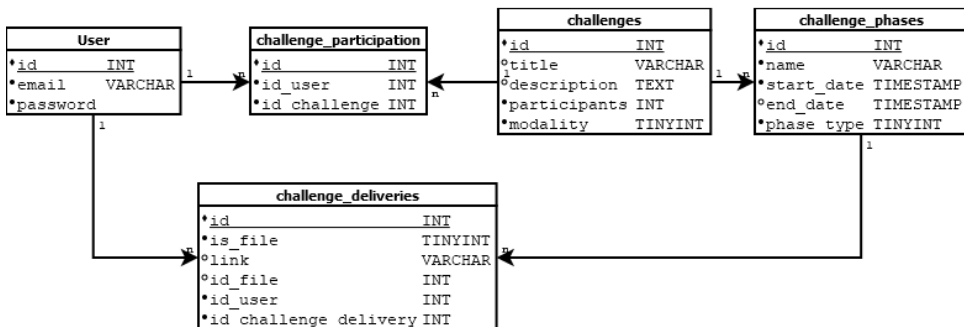 User
id INT
email VARCHAR
password
challenge_participation
id INT
id_user INT
id_challenge INT
challenges
id INT
title VARCHAR
description TEXT
participants INT
modality TINYINT
challenge_phases
id INT
name VARCHAR
start_date TIMESTAMP
end_date TIMESTAMP
phase_type TINYINT
1
n
1
n
1
n
1
1
challenge_deliveries
id INT
is_file TINYINT
link VARCHAR
id_file INT
id_user INT
id_challenge_delivery INT
n
n